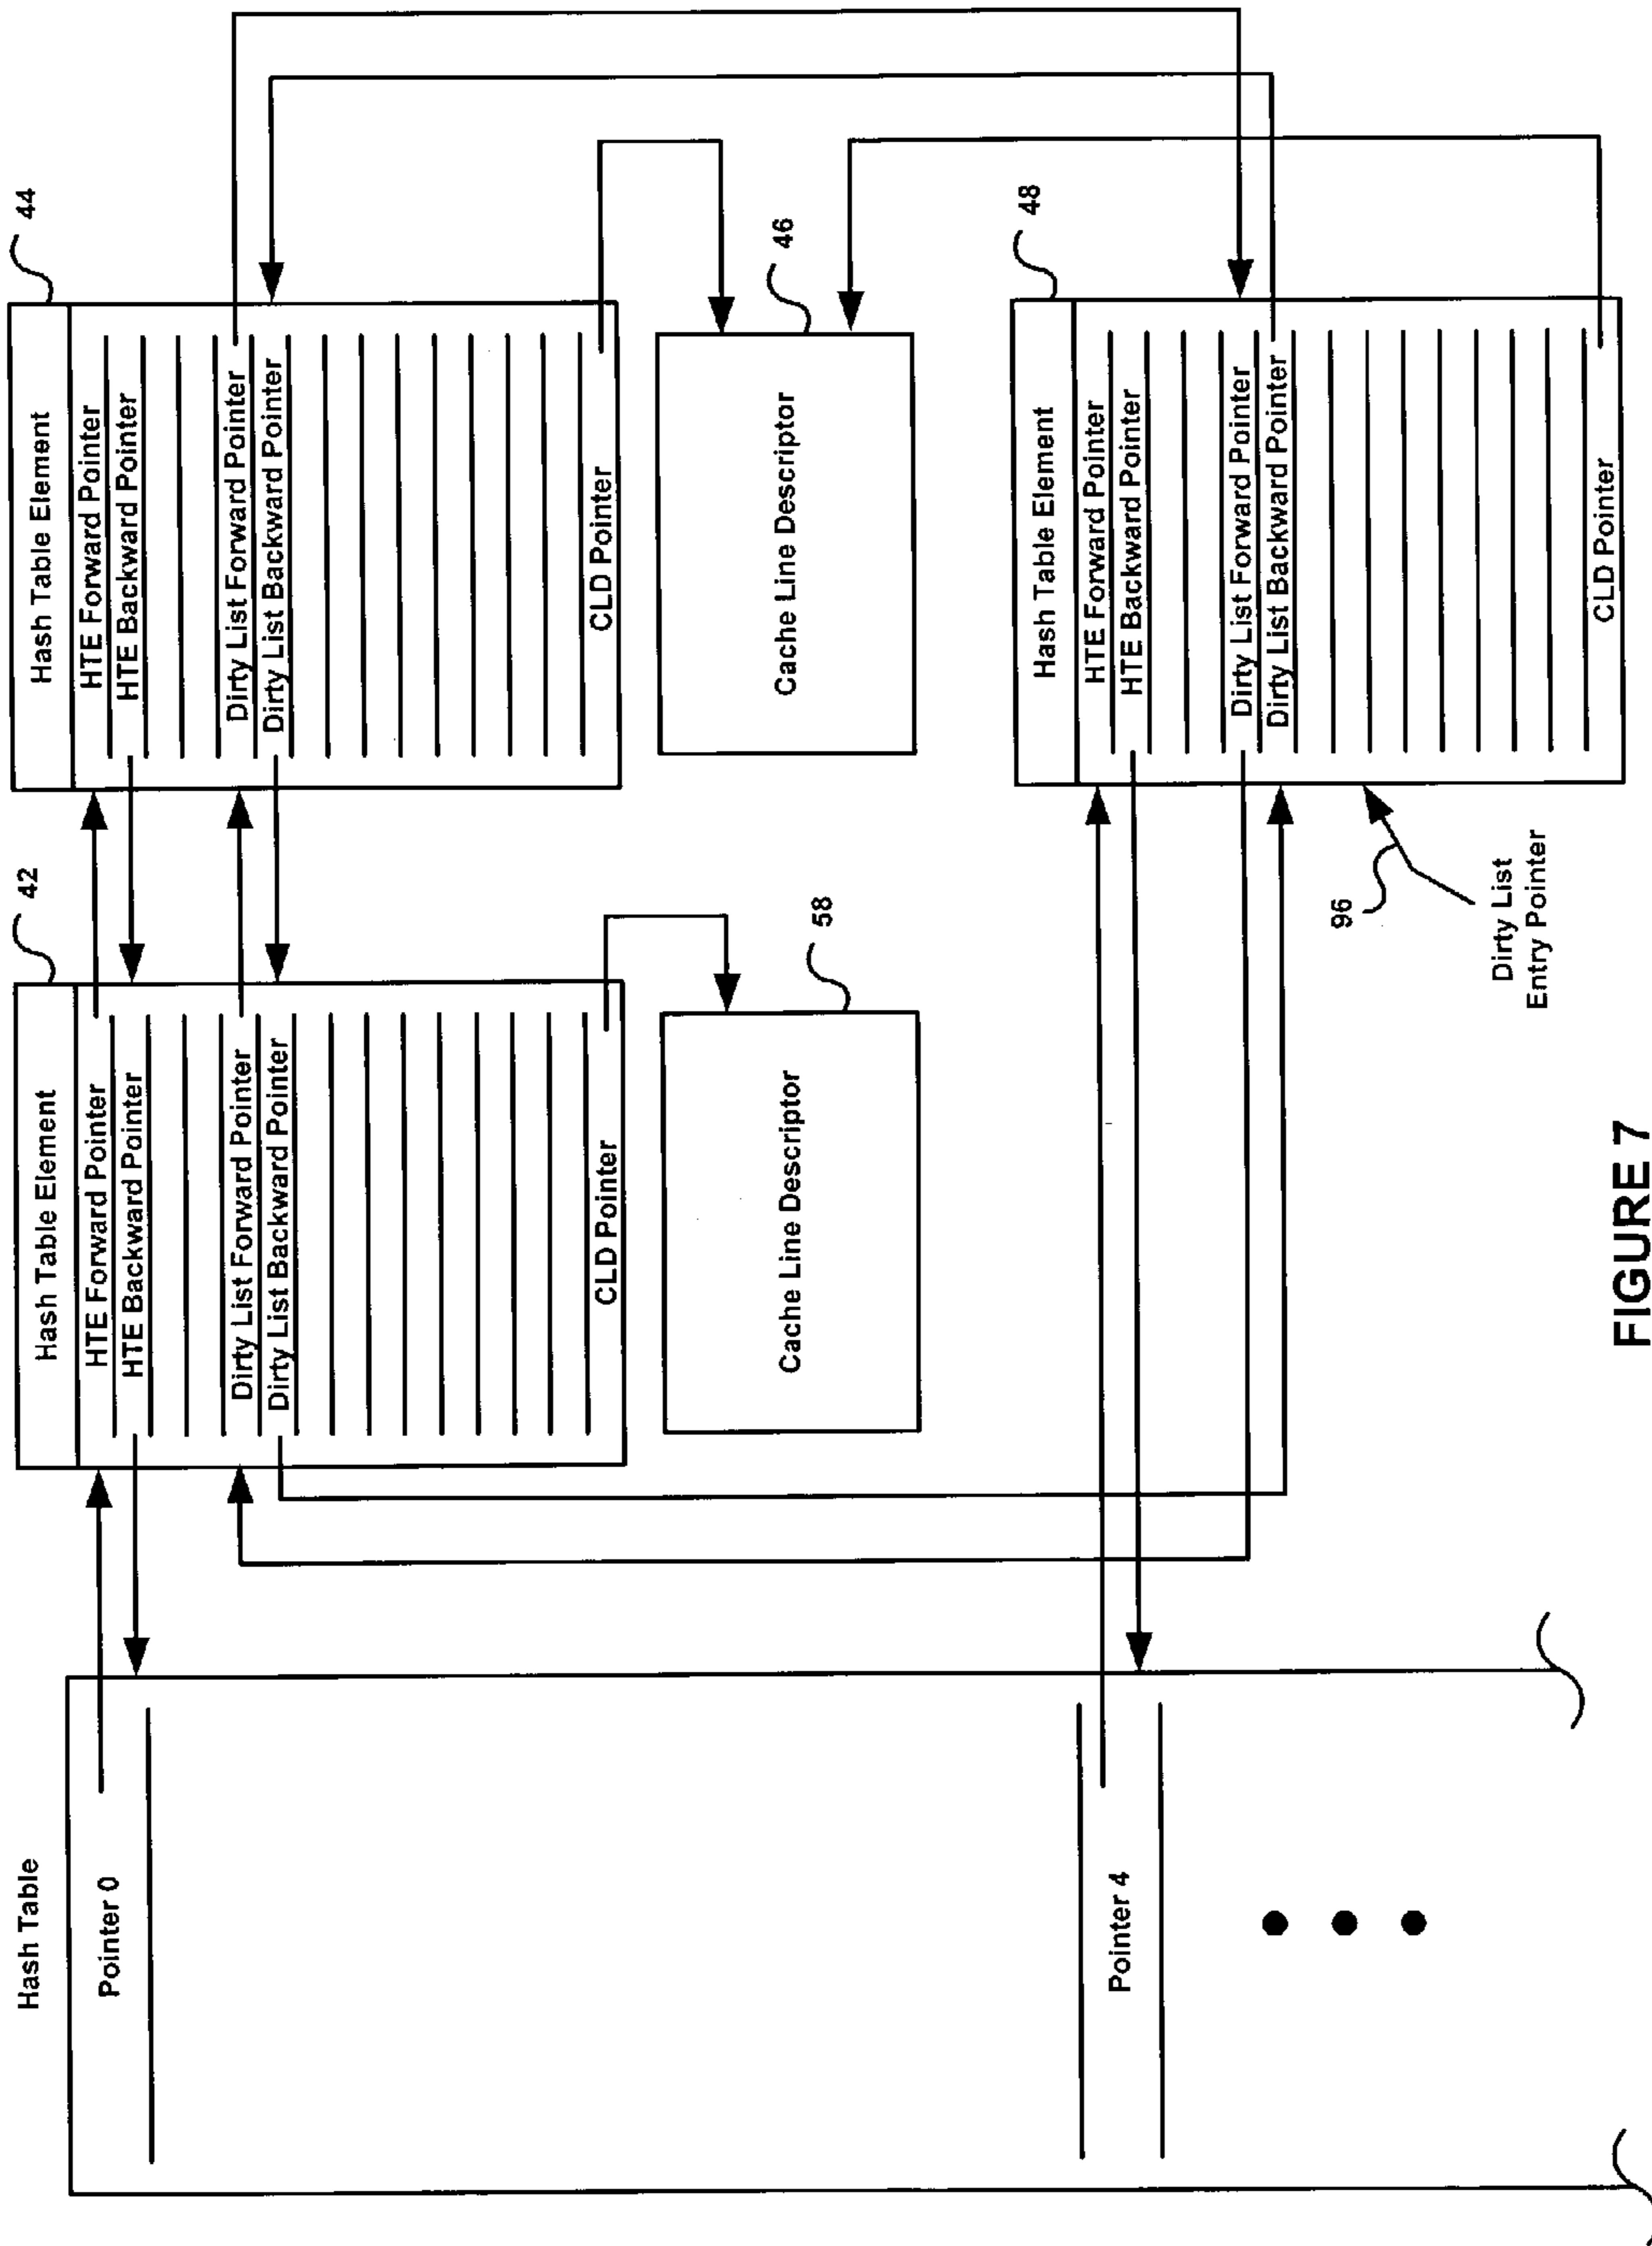 Hash Table
Pointer 0
Pointer 4
42
Hash Table Element
HTE Forward Pointer
HTE Backward Pointer
Dirty List Forward Pointer
Dirty List Backward Pointer
CLD Pointer
58
Cache Line Descriptor
44
Hash Table Element
HTE Forward Pointer
HTE Backward Pointer
Dirty List Forward Pointer
Dirty List Backward Pointer
CLD Pointer
46
Cache Line Descriptor
48
Hash Table Element
HTE Forward Pointer
HTE Backward Pointer
Dirty List Forward Pointer
Dirty List Backward Pointer
CLD Pointer
96
Dirty List
Entry Pointer
FIGURE 7